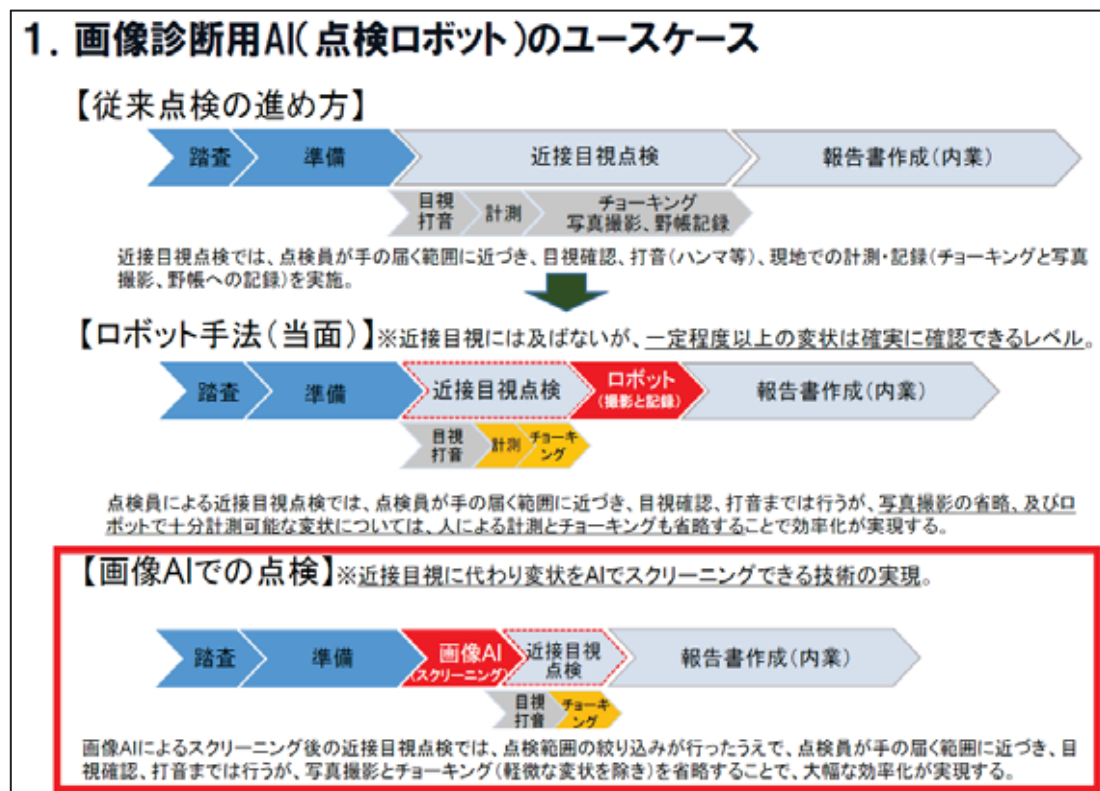 1. 画像診断用AI(点検ロボット)のユースケース
【従来点検の進め方】
踏査 準備 近接目視点検 報告書作成(内業)
目視 計測 チョーキング
打音 写真撮影、野帳記録
近接目視点検では、点検員が手の届く範囲に近づき、目視確認、打音(ハンマ等)、現地での計測・記録(チョーキングと写真
撮影、野帳への記録)を実施。
【ロボット手法(当面)】※近接目視には及ばないが、一定程度以上の変状は確実に確認できるレベル。
踏査 準備 近接目視点検 ロボット 報告書作成(内業)
(撮影と記録)
目視 計測 チョーキ
打音 ング
点検員による近接目視点検では、点検員が手の届く範囲に近づき、目視確認、打音までは行うが、写真撮影の省略、及びロ
ボットで十分計測可能な変状については、人による計測とチョーキングも省略することで効率化が実現する。
【画像AIでの点検】※近接目視に代わり変状をAIでスクリーニングできる技術の実現。
踏査 準備 画像AI 近接目視 報告書作成(内業)
(スクリーニング) 点検
目視 チョーキ
打音 ング
画像AIによるスクリーニング後の近接目視点検では、点検範囲の絞り込みが行ったうえで、点検員が手の届く範囲に近づき、目
視確認、打音までは行うが、写真撮影とチョーキング(軽微な変状を除き)を省略することで、大幅な効率化が実現する。